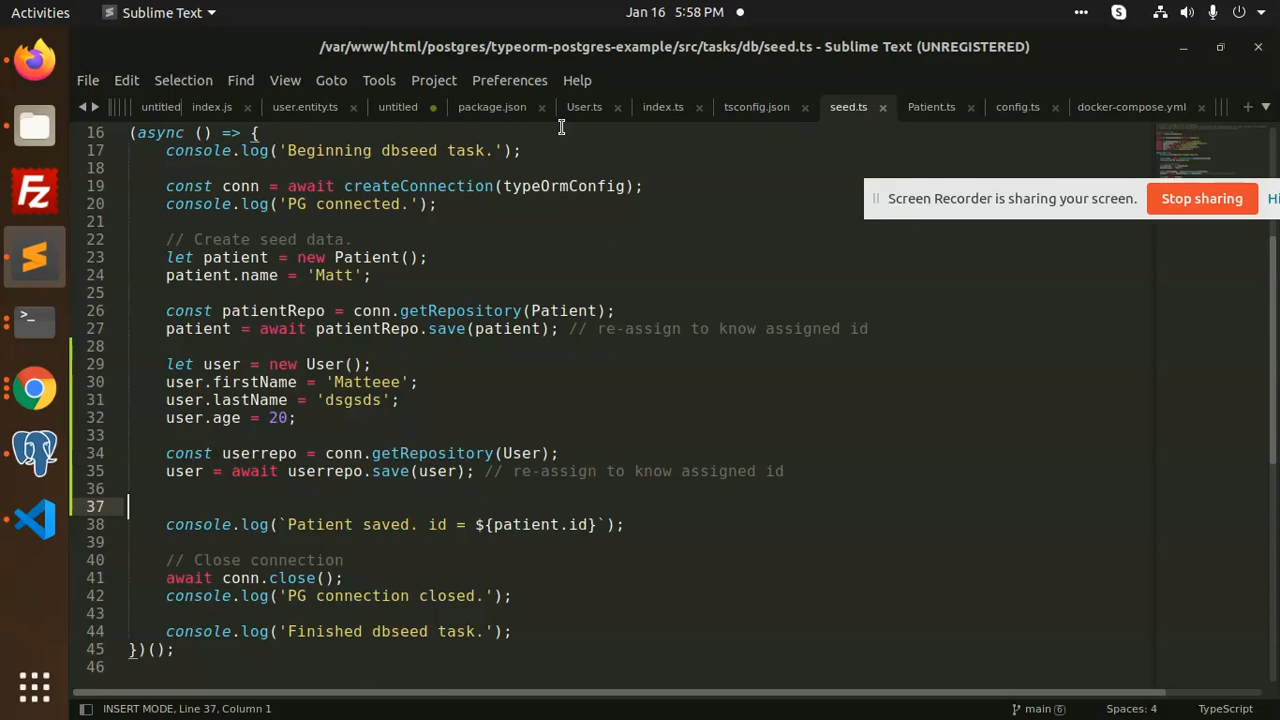 Activities Sublime Text Jan 16 5:58 PM
/var/www/html/postgres/typeorm-postgres-example/src/tasks/db/seed.ts - Sublime Text (UNREGISTERED)
File Edit Selection Find View Goto Tools Project Preferences Help
untitled index.js user.entity.ts untitled package.json User.ts index.ts tsconfig.json seed.ts Patient.ts config.ts docker-compose.yml
16 (async () => {
17 console.log('Beginning dbseed task.');
18
19 const conn = await createConnection(typeOrmConfig);
Screen Recorder is sharing your screen. Stop sharing Hi
20 console.log('PG connected.');
21
22 // Create seed data.
23 let patient = new Patient();
24 patient.name = 'Matt';
25
26 const patientRepo = conn.getRepository(Patient);
27 patient = await patientRepo.save(patient); // re-assign to know assigned id
28
29 let user = new User();
30 user.firstName = 'Matteee';
31 user.lastName = 'dsgsds';
32 user.age = 20;
33
34 const userrepo = conn.getRepository(User);
35 user = await userrepo.save(user); // re-assign to know assigned id
36
37
38 console.log(`Patient saved. id = ${patient.id}`);
39
40 // Close connection
41 await conn.close();
42 console.log('PG connection closed.');
43
44 console.log('Finished dbseed task.');
45 })();
46
INSERT MODE, Line 37, Column 1 main 6 Spaces: 4 TypeScript